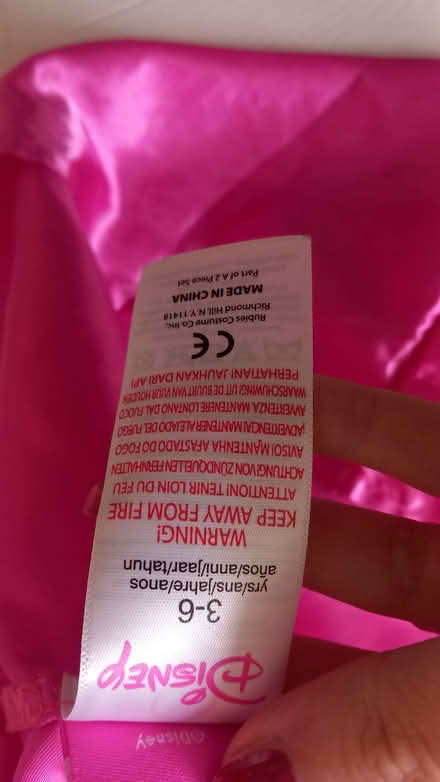 ©Disney
DISNEY
3-6
yrs/ans/jahre/anos
años/anni/jaar/tahun
WARNING!
KEEP AWAY FROM FIRE
ATTENTION! TENIR LOIN DU FEU
ACHTUNG! VON ZÜNDQUELLEN FERNHALTEN
AVISO! MANTENHA AFASTADO DO FOGO
¡ADVERTENCIA! MANTENER ALEJADO DEL FUEGO
AVVERTENZA: MANTENERE LONTANO DAL FUOCO
WAARSCHUWING! UIT DE BUURT VAN VUUR HOUDEN
PERHATIAN! JAUHKAN DARI API
CE
Rubies Costume Co. Inc.
Richmond Hill, N.Y. 11418
MADE IN CHINA
Part of A 2 Piece Set